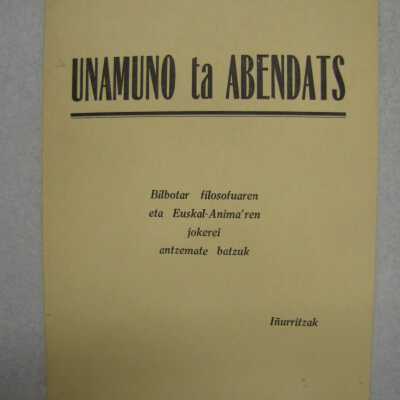 UNAMUNO ta ABENDATS
Bilbotar filosofuaren
eta Euskal-Anima'ren
jokerei
antzemate batzuk
Iñurritzak